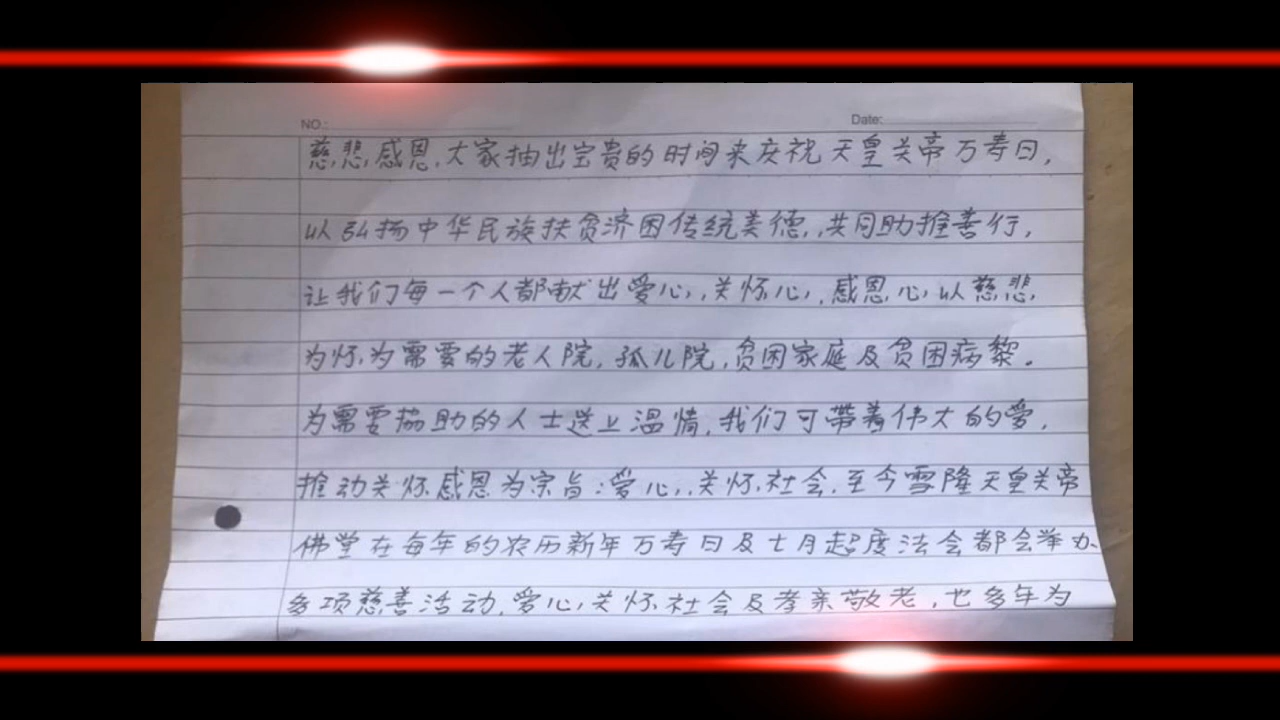 NO.:
Date:
慈悲感恩,大家抽出宝贵的时间来庆祝天皇关帝万寿日,
以弘扬中华民族扶贫济困传统美德,共同助推善行,
让我们每一个人都献出爱心,关怀心,感恩心,以慈悲
为怀,为需要的老人院,孤儿院,贫困家庭及贫困病黎.
为需要协助的人士送上温情,我们可带着伟大的爱,
推动关怀感恩为宗旨:爱心,关怀社会,至今雪隆天皇关帝
佛堂在每年的农历新年万寿日及七月超度法会都会举办
多项慈善活动,爱心,关怀社会及孝亲敬老,也多年为